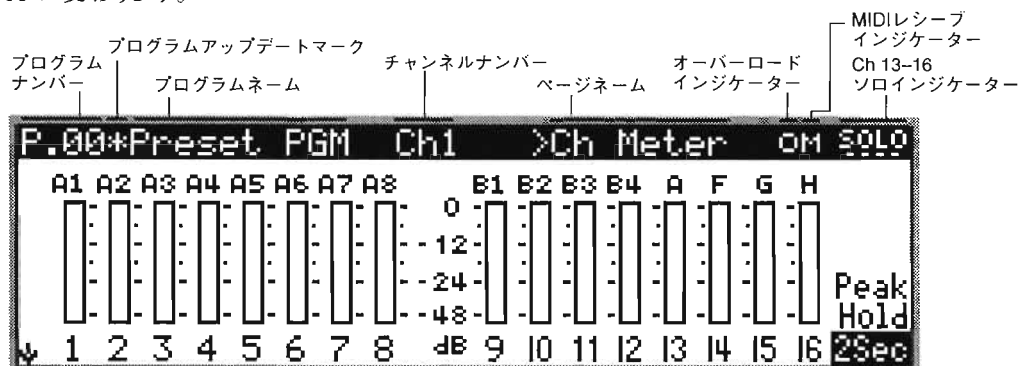 MIDIレシーブ
インジケーター
プログラムアップデートマーク
プログラム
ナンバー
プログラムネーム
チャンネルナンバー
ページネーム
オーバーロード
インジケーター
Ch 13–16
ソロインジケーター
P.00*Preset PGM Ch1 >Ch Meter OM SOLO
A1 A2 A3 A4 A5 A6 A7 A8 B1 B2 B3 B4 A F G H
0
-12
-24
-48
Peak
Hold
1 2 3 4 5 6 7 8 dB 9 10 11 12 13 14 15 16 2Sec